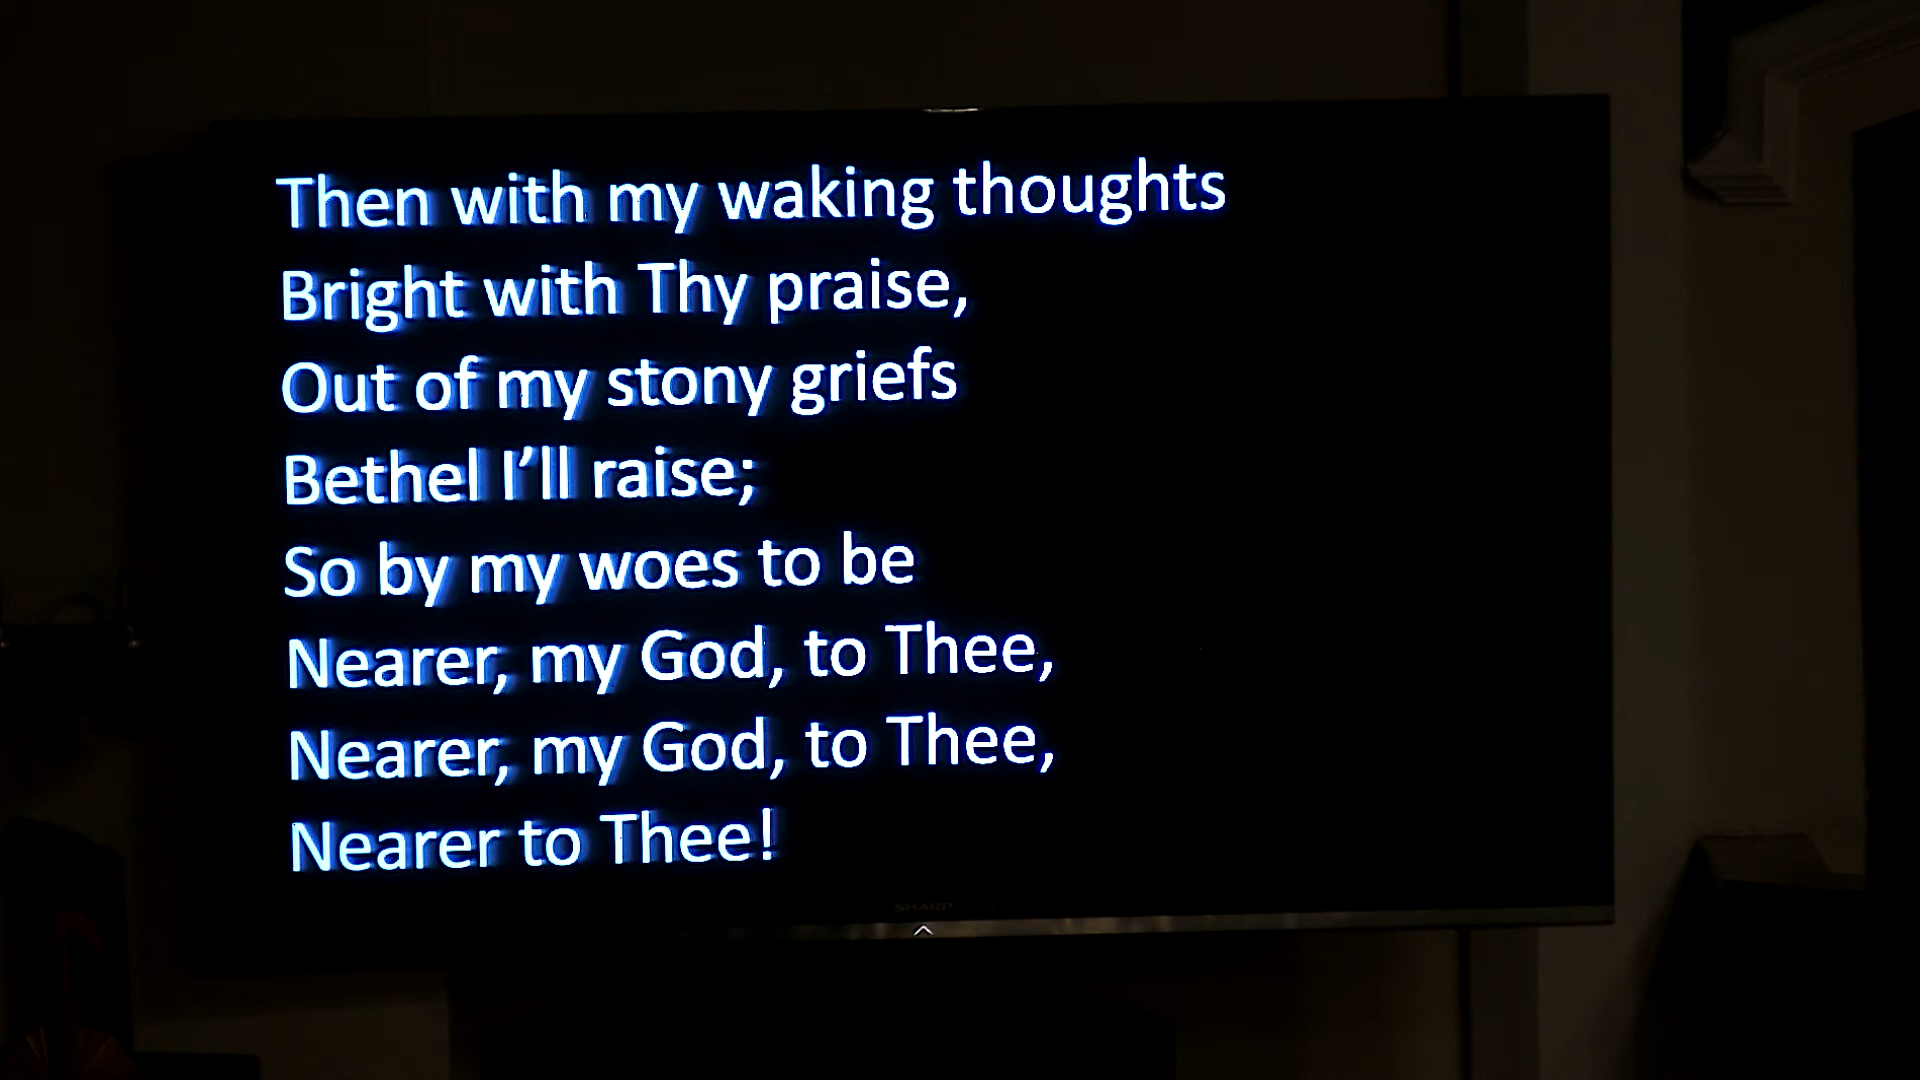 Then with my waking thoughts
Bright with Thy praise,
Out of my stony griefs
Bethel I’ll raise;
So by my woes to be
Nearer, my God, to Thee,
Nearer, my God, to Thee,
Nearer to Thee!
SHARP